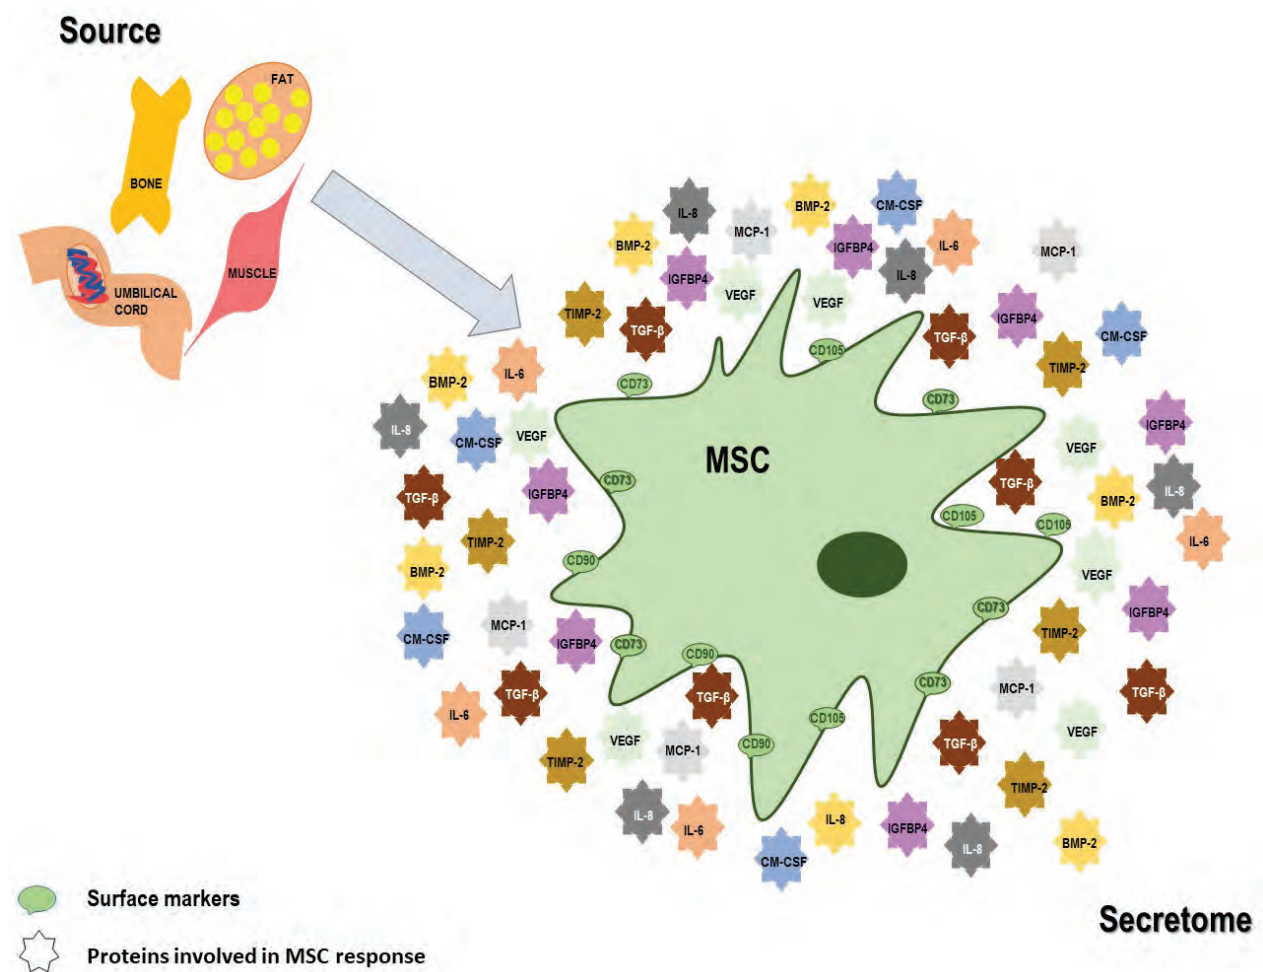 Source
FAT
BONE
MUSCLE
UMBILICAL
CORD
BMP-2
CM-CSF
IL-8
MCP-1
BMP-2
IGFBP4
IL-6
MCP-1
IL-8
IGFBP4
VEGF
VEGF
TIMP-2
TGF-β
IGFBP4
TGF-β
CM-CSF
CD105
TIMP-2
IL-6
BMP-2
CD73
CD73
IGFBP4
IL-8
CM-CSF
VEGF
VEGF
MSC
CD73
IGFBP4
TGF-β
TGF-β
BMP-2
IL-8
CD105
CD105
TIMP-2
IL-6
CD90
BMP-2
VEGF
CD73
IGFBP4
MCP-1
TIMP-2
CM-CSF
IGFBP4
CD73
CD90
CD73
MCP-1
TGF-β
TGF-β
TGF-β
IL-6
CD105
VEGF
MCP-1
CD90
TGF-β
VEGF
TIMP-2
TIMP-2
IL-8
IL-6
IL-8
IGFBP4
BMP-2
IL-8
CM-CSF
Surface markers
Secretome
Proteins involved in MSC response